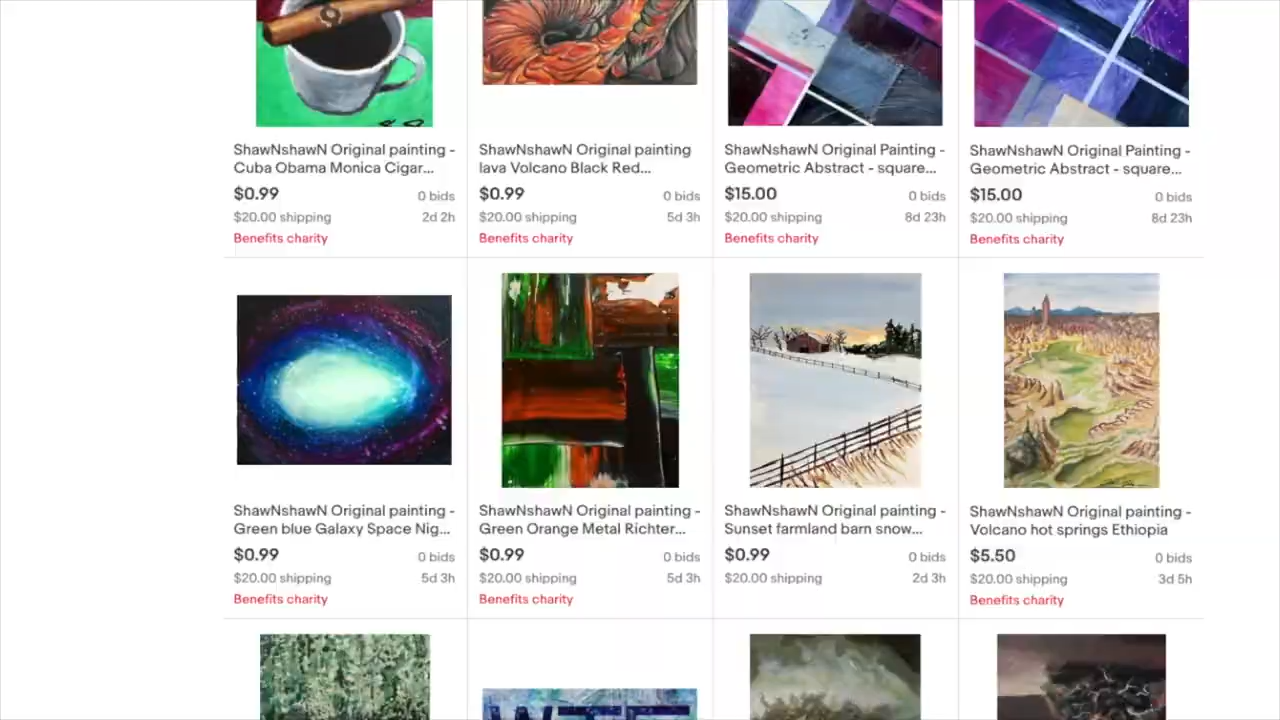 ShawNshawN Original painting -
Cuba Obama Monica Cigar...
$0.99
0 bids
$20.00 shipping
2d 2h
Benefits charity
ShawNshawN Original painting
lava Volcano Black Red...
$0.99
0 bids
$20.00 shipping
5d 3h
Benefits charity
ShawNshawN Original Painting -
Geometric Abstract - square...
$15.00
0 bids
$20.00 shipping
8d 23h
Benefits charity
ShawNshawN Original Painting -
Geometric Abstract - square...
$15.00
0 bids
$20.00 shipping
8d 23h
Benefits charity
ShawNshawN Original painting -
Green blue Galaxy Space Nig...
$0.99
0 bids
$20.00 shipping
5d 3h
Benefits charity
ShawNshawN Original painting -
Green Orange Metal Richter...
$0.99
0 bids
$20.00 shipping
5d 3h
Benefits charity
ShawNshawN Original painting -
Sunset farmland barn snow...
$0.99
0 bids
$20.00 shipping
2d 3h
ShawNshawN Original painting -
Volcano hot springs Ethiopia
$5.50
0 bids
$20.00 shipping
3d 5h
Benefits charity